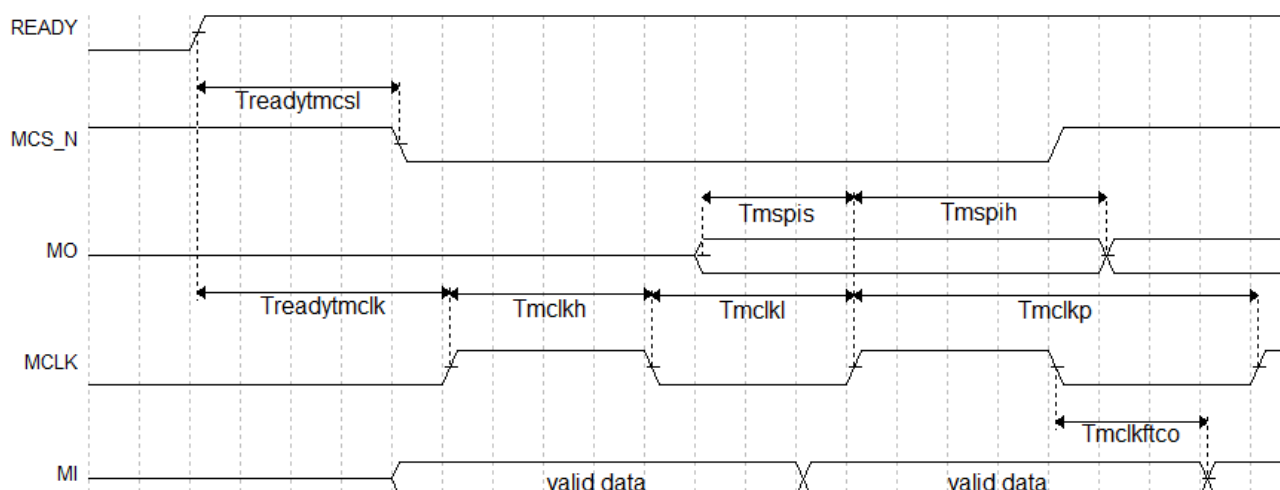 READY
Treadytmcsl
MCS_N
Tmspis Tmspih
MO
Treadytmclk Tmclkh Tmclkl Tmclkp
MCLK
Tmclkftco
MI
valid data valid data